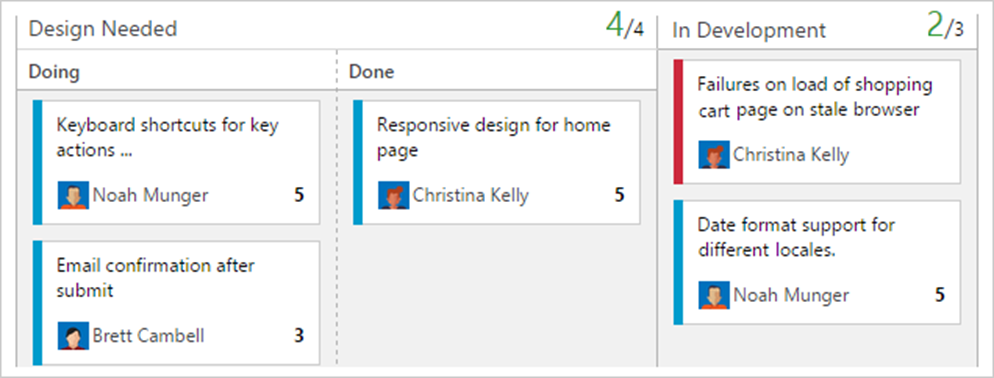 Design Needed 4/4
In Development 2/3
Doing
Done
Keyboard shortcuts for key
actions ...
Noah Munger 5
Email confirmation after
submit
Brett Cambell 3
Responsive design for home
page
Christina Kelly 5
Failures on load of shopping
cart page on stale browser
Christina Kelly
Date format support for
different locales.
Noah Munger 5